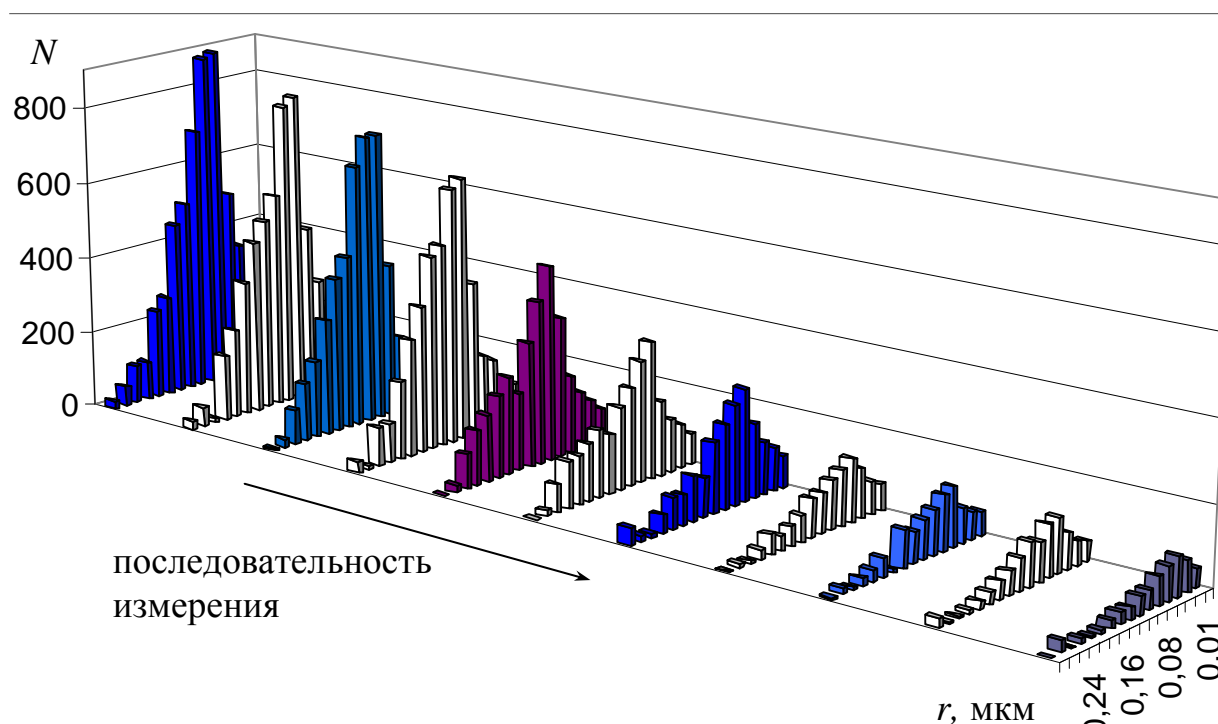 N
800
600
400
200
0
последовательность
измерения
r, мкм
0,24
0,16
0,08
0,01